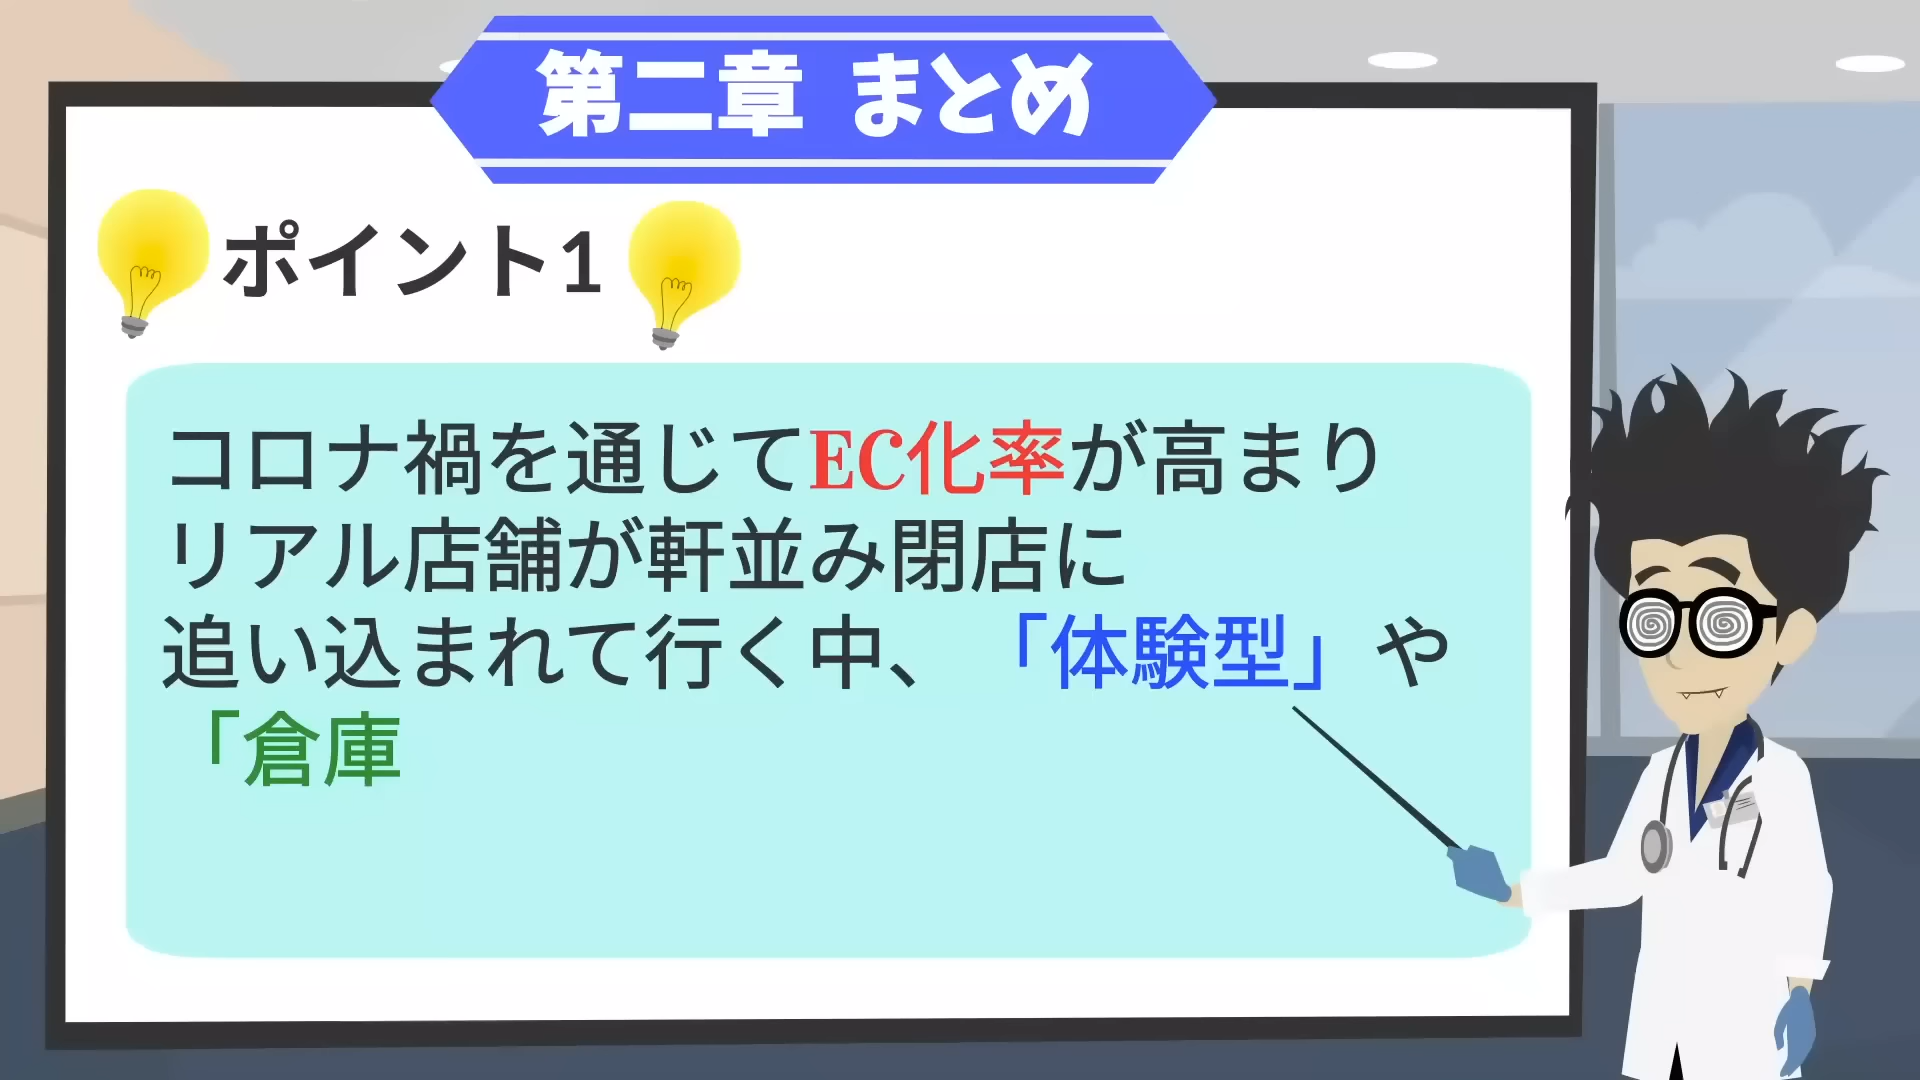 第二章 まとめ
ポイント1
コロナ禍を通じてEC化率が高まり
リアル店舗が軒並み閉店に
追い込まれて行く中、「体験型」や
「倉庫